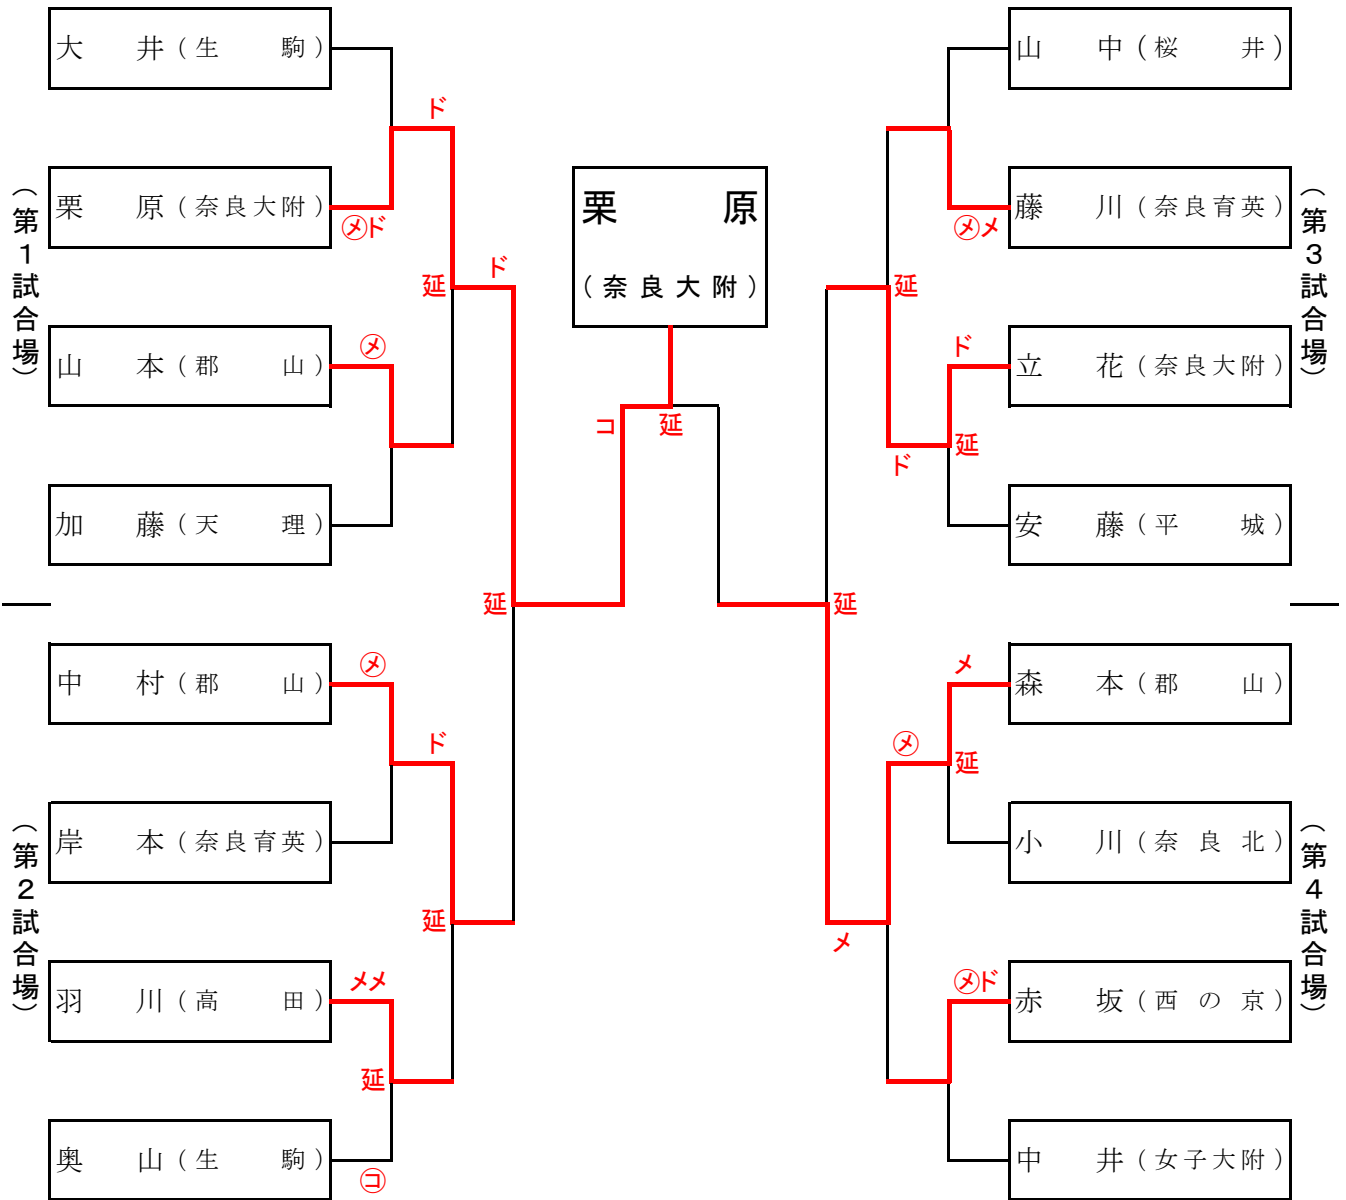 大 井 ( 生 駒 )
ド
栗 原 ( 奈良大附 )
㋱ド
(第1試合場)
延
ド
山 本 ( 郡 山 )
㋱
加 藤 ( 天 理 )
延
中 村 ( 郡 山 )
㋱
ド
岸 本 ( 奈良育英 )
(第2試合場)
延
羽 川 ( 高 田 )
メメ
延
奥 山 ( 生 駒 )
㋙
栗 原
( 奈良大附 )
コ
延
山 中 ( 桜 井 )
藤 川 ( 奈良育英 )
㋱メ
(第3試合場)
延
立 花 ( 奈良大附 )
ド
延
ド
安 藤 ( 平 城 )
延
森 本 ( 郡 山 )
メ
㋱
延
小 川 ( 奈良北 )
(第4試合場)
メ
赤 坂 ( 西の京 )
㋱ド
中 井 ( 女子大附 )